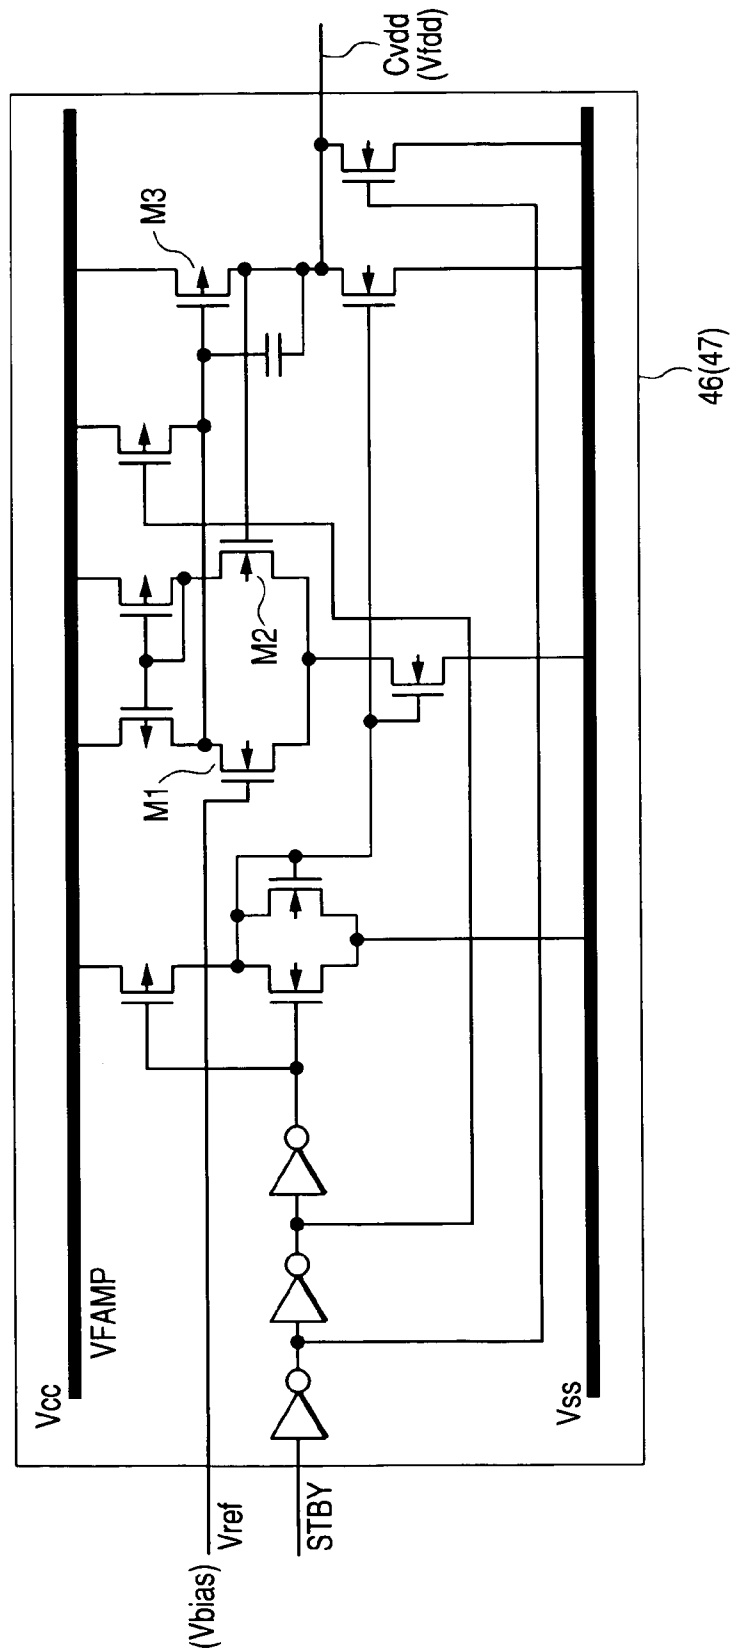 Vcc
VFAMP
(Vbias)
Vref
STBY
Vss
M1
M2
M3
Cvdd
(Vfdd)
46(47)